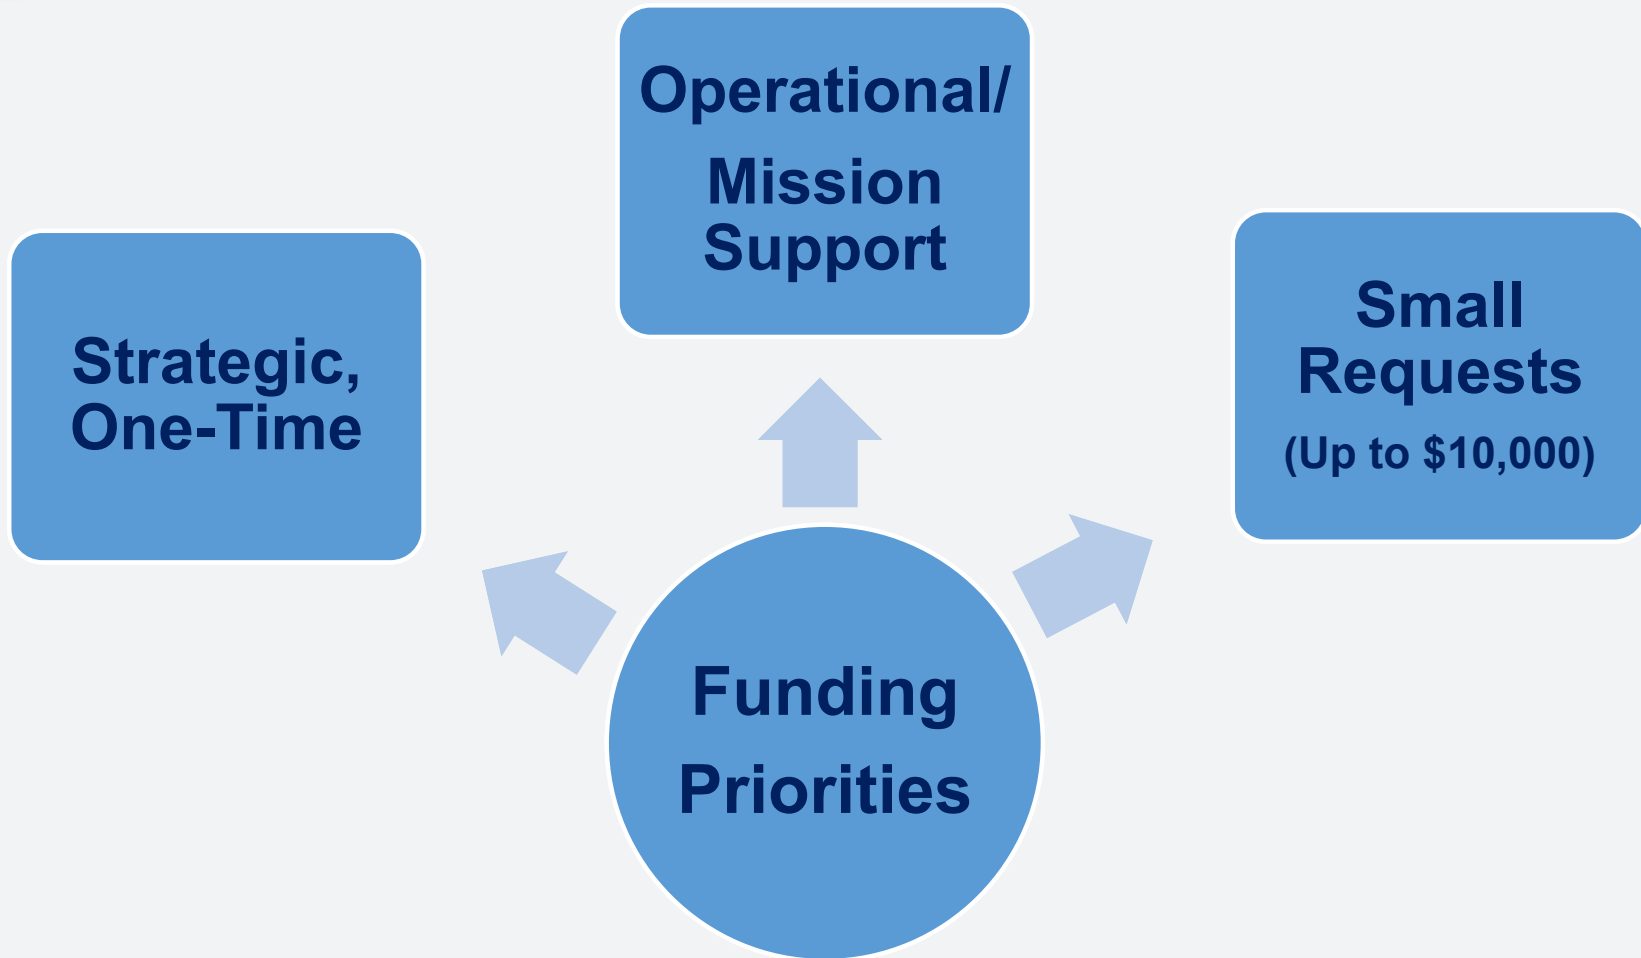 Operational/
Mission
Support
Strategic,
One-Time
Small
Requests
(Up to $10,000)
Funding
Priorities